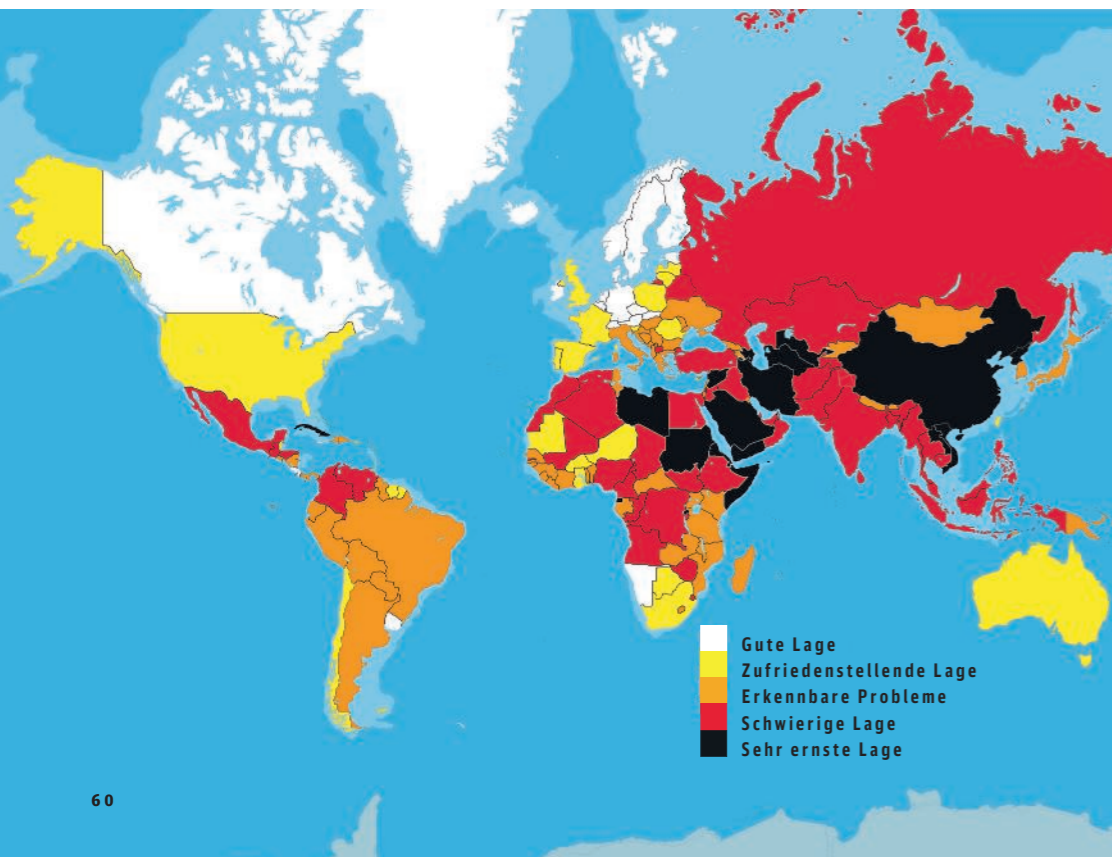 Gute Lage
Zufriedenstellende Lage
Erkennbare Probleme
Schwierige Lage
Sehr ernste Lage
60